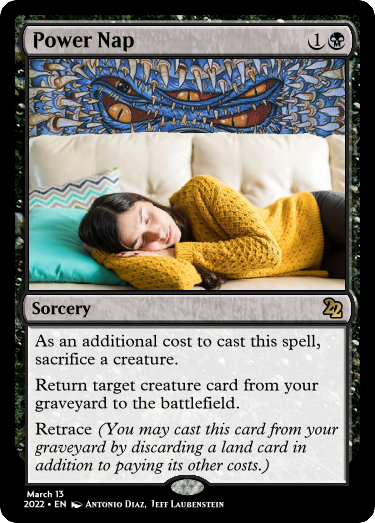 Power Nap 1
Sorcery 22
As an additional cost to cast this spell,
sacrifice a creature.
Return target creature card from your
graveyard to the battlefield.
Retrace (You may cast this card from your
graveyard by discarding a land card in
addition to paying its other costs.)
March 13
2022 • EN Antonio Diaz, Jeff Laubenstein